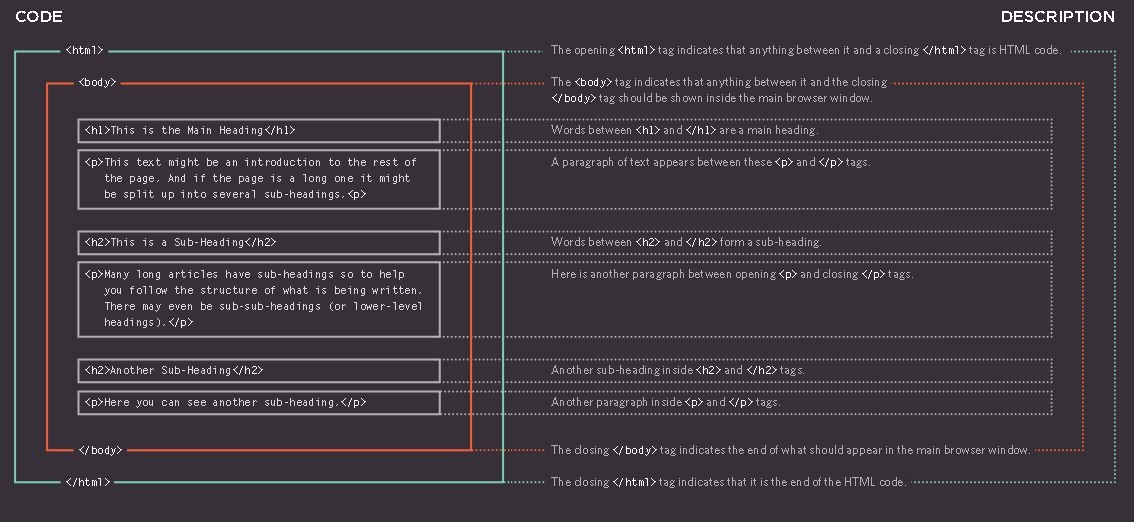 CODE
DESCRIPTION
<html>
The opening <html> tag indicates that anything between it and a closing </html> tag is HTML code.
<body>
The <body> tag indicates that anything between it and the closing
</body> tag should be shown inside the main browser window.
<h1>This is the Main Heading</h1>
Words between <h1> and </h1> are a main heading.
<p>This text might be an introduction to the rest of
the page. And if the page is a long one it might
be split up into several sub-headings.<p>
A paragraph of text appears between these <p> and </p> tags.
<h2>This is a Sub-Heading</h2>
Words between <h2> and </h2> form a sub-heading.
<p>Many long articles have sub-headings so to help
you follow the structure of what is being written.
There may even be sub-sub-headings (or lower-level
headings).</p>
Here is another paragraph between opening <p> and closing </p> tags.
<h2>Another Sub-Heading</h2>
Another sub-heading inside <h2> and </h2> tags.
<p>Here you can see another sub-heading.</p>
Another paragraph inside <p> and </p> tags.
</body>
The closing </body> tag indicates the end of what should appear in the main browser window.
</html>
The closing </html> tag indicates that it is the end of the HTML code.